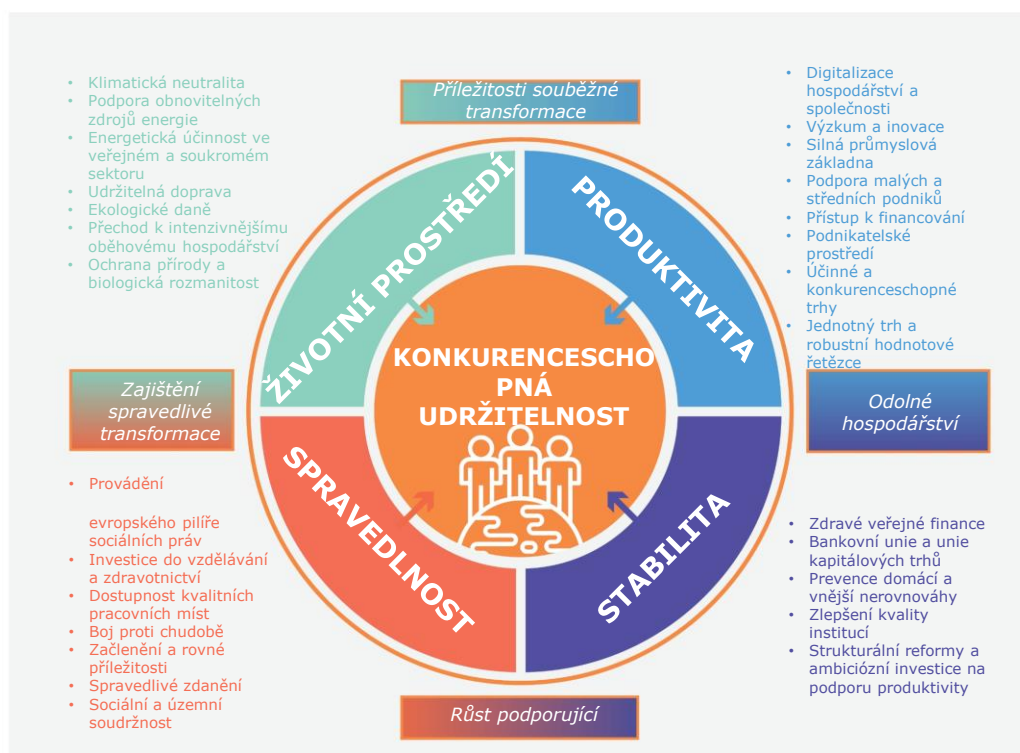 • Klimatická neutralita
• Podpora obnovitelných
zdrojů energie
• Energetická účinnost ve
veřejném a soukromém
sektoru
• Udržitelná doprava
• Ekologické daně
• Přechod k intenzivnějšímu
oběhovému hospodářství
• Ochrana přírody a
biologická rozmanitost
Příležitosti souběžné
transformace
• Digitalizace
hospodářství a
společnosti
• Výzkum a inovace
• Silná průmyslová
základna
• Podpora malých a
středních podniků
• Přístup k financování
• Podnikatelské
prostředí
• Účinné a
konkurenceschopné
trhy
• Jednotný trh a
robustní hodnotové
řetězce
ŽIVOTNÍ PROSTŘEDÍ
PRODUKTIVITA
KONKURENCESCHO
PNÁ
UDRŽITELNOST
Zajištění
spravedlivé
transformace
Odolné
hospodářství
SPRAVEDLNOST
STABILITA
• Provádění
evropského pilíře
sociálních práv
• Investice do vzdělávání
a zdravotnictví
• Dostupnost kvalitních
pracovních míst
• Boj proti chudobě
• Začlenění a rovné
příležitosti
• Spravedlivé zdanění
• Sociální a územní
soudržnost
• Zdravé veřejné finance
• Bankovní unie a unie
kapitálových trhů
• Prevence domácí a
vnější nerovnováhy
• Zlepšení kvality
institucí
• Strukturální reformy a
ambiciózní investice na
podporu produktivity
Růst podporující